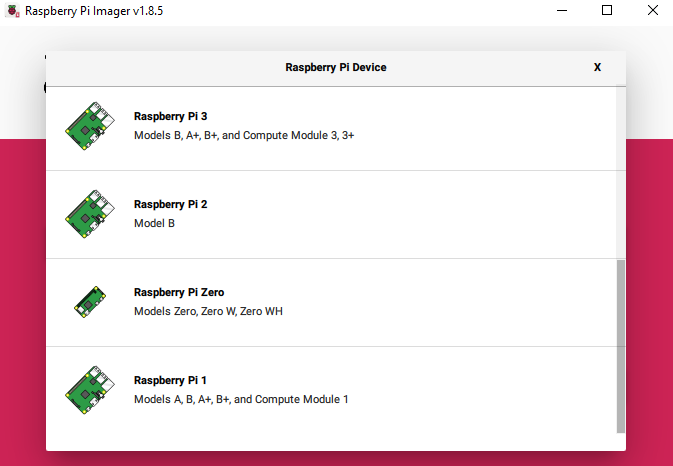 Raspberry Pi Imager v1.8.5
Raspberry Pi Device
X
Raspberry Pi 3
Models B, A+, B+, and Compute Module 3, 3+
Raspberry Pi 2
Model B
Raspberry Pi Zero
Models Zero, Zero W, Zero WH
Raspberry Pi 1
Models A, B, A+, B+, and Compute Module 1